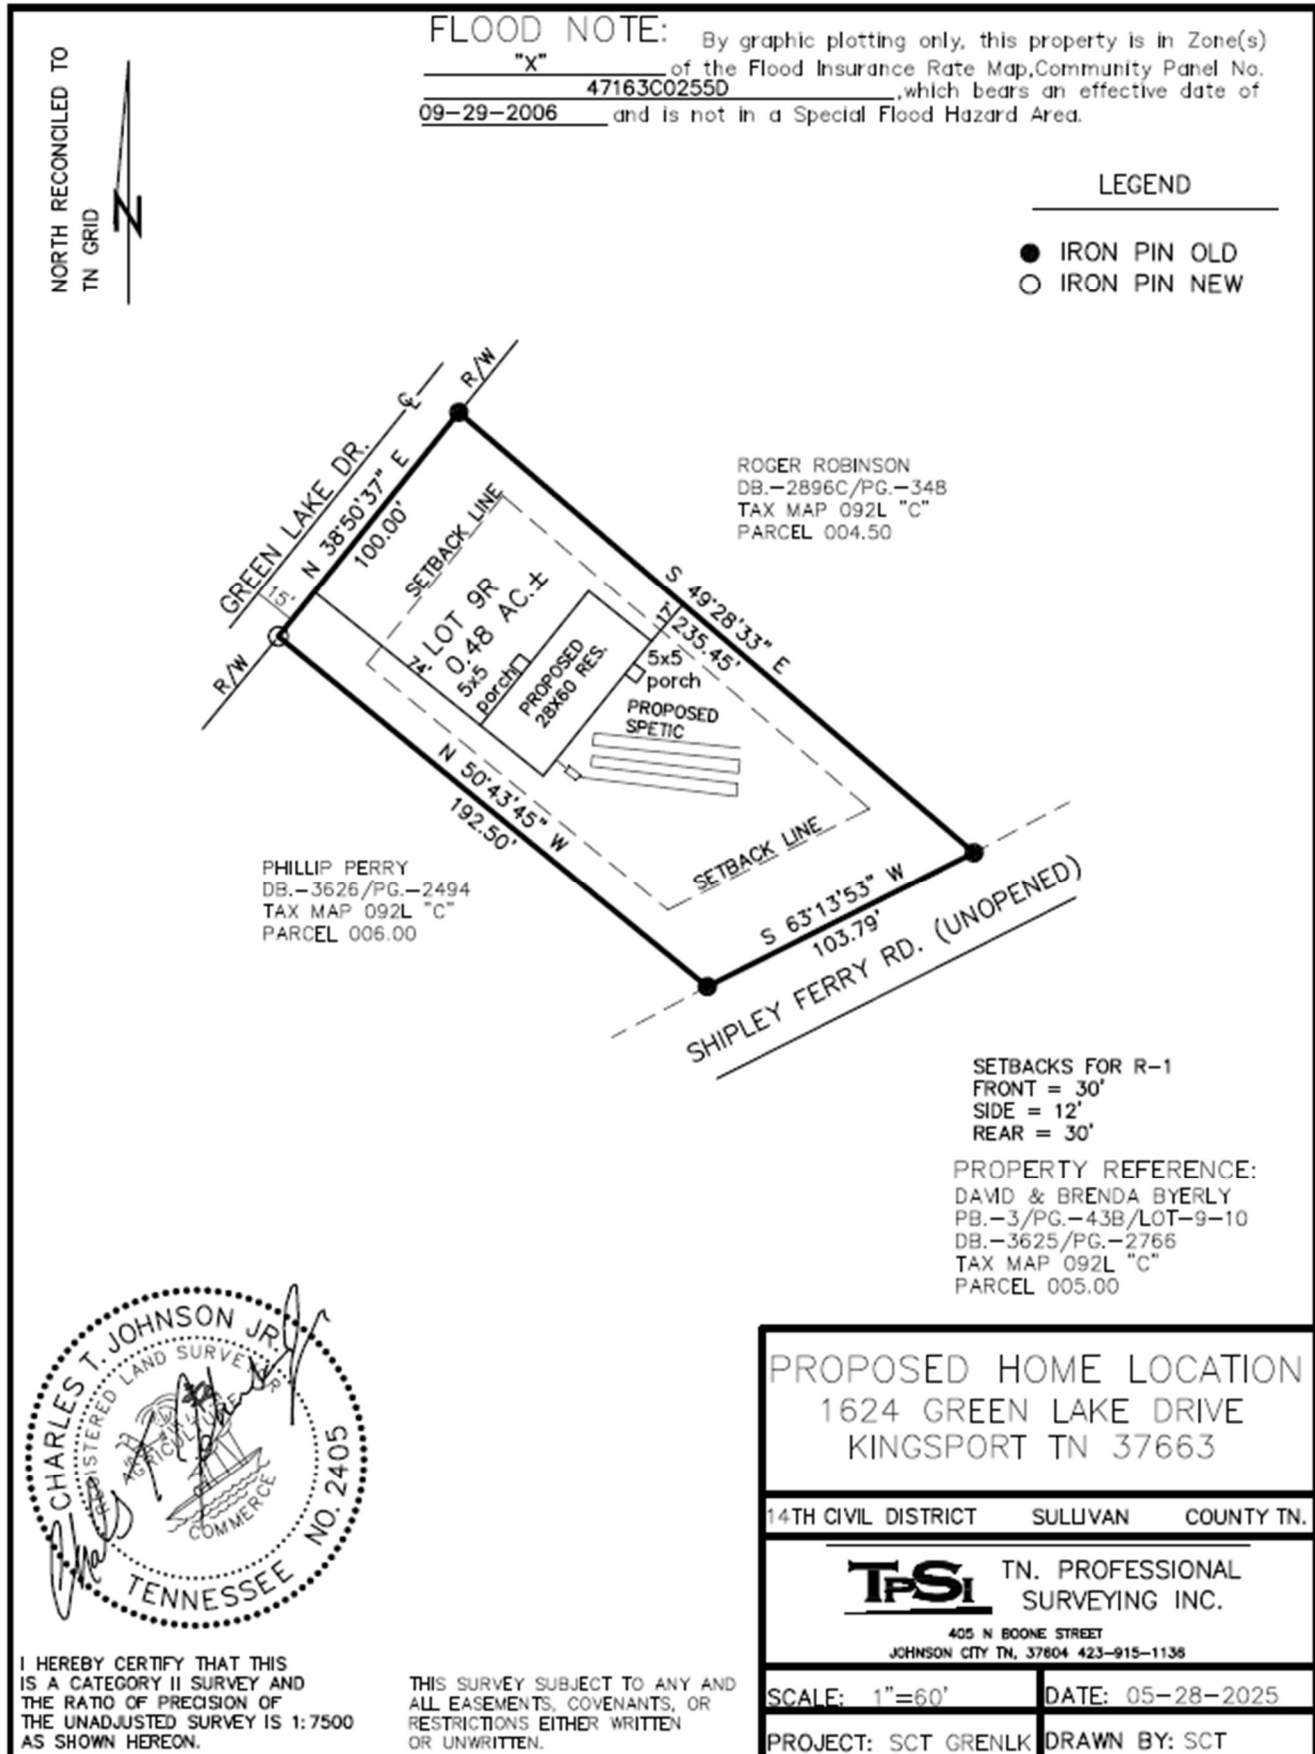 FLOOD NOTE: By graphic plotting only, this property is in Zone(s)
"X" of the Flood Insurance Rate Map,Community Panel No.
47163C0255D ,which bears an effective date of
09-29-2006 and is not in a Special Flood Hazard Area.
NORTH RECONCILED TO
TN GRID
N
LEGEND
IRON PIN OLD
IRON PIN NEW
R/W
℄
GREEN LAKE DR.
N 38°50'37" E
100.00'
15'
R/W
SETBACK LINE
LOT 9R
0.48 AC.±
74'
5x5
porch
PROPOSED
28X60 RES.
17'
S 49°28'33" E
235.45'
5x5
porch
PROPOSED
SPETIC
N 50°43'45" W
192.50'
SETBACK LINE
S 63°13'53" W
103.79'
SHIPLEY FERRY RD. (UNOPENED)
ROGER ROBINSON
DB.-2896C/PG.-348
TAX MAP 092L "C"
PARCEL 004.50
PHILLIP PERRY
DB.-3626/PG.-2494
TAX MAP 092L "C"
PARCEL 006.00
SETBACKS FOR R-1
FRONT = 30'
SIDE = 12'
REAR = 30'
PROPERTY REFERENCE:
DAVID & BRENDA BYERLY
PB.-3/PG.-43B/LOT-9-10
DB.-3625/PG.-2766
TAX MAP 092L "C"
PARCEL 005.00
CHARLES T. JOHNSON JR.
REGISTERED LAND SURVEYOR
AGRICULTURE
COMMERCE
TENNESSEE NO. 2405
I HEREBY CERTIFY THAT THIS
IS A CATEGORY II SURVEY AND
THE RATIO OF PRECISION OF
THE UNADJUSTED SURVEY IS 1:7500
AS SHOWN HEREON.
THIS SURVEY SUBJECT TO ANY AND
ALL EASEMENTS, COVENANTS, OR
RESTRICTIONS EITHER WRITTEN
OR UNWRITTEN.
PROPOSED HOME LOCATION
1624 GREEN LAKE DRIVE
KINGSPORT TN 37663
14TH CIVIL DISTRICT SULLIVAN COUNTY TN.
TPSI
TN. PROFESSIONAL
SURVEYING INC.
405 N BOONE STREET
JOHNSON CITY TN, 37604 423-915-1136
SCALE: 1"=60'
DATE: 05-28-2025
PROJECT: SCT GRENLK
DRAWN BY: SCT